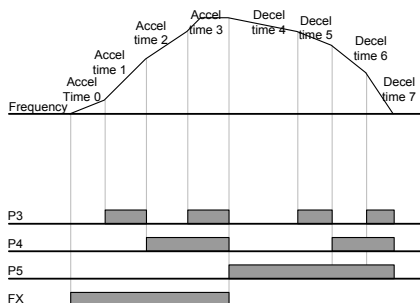 Accel
Time 0
Accel
time 1
Accel
time 2
Accel
time 3
Decel
time 4
Decel
time 5
Decel
time 6
Decel
time 7
Frequency
P3
P4
P5
FX